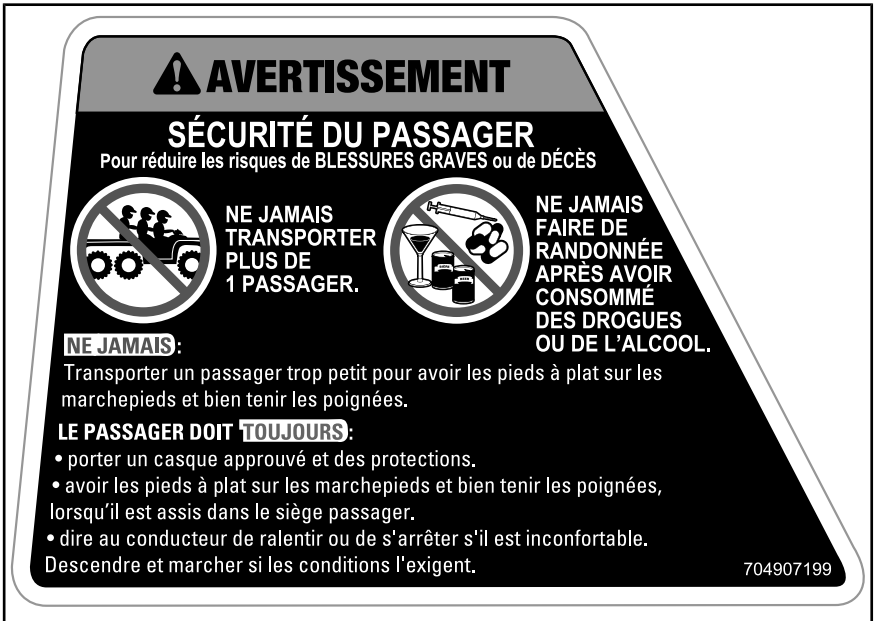 AVERTISSEMENT
SÉCURITÉ DU PASSAGER
Pour réduire les risques de BLESSURES GRAVES ou de DÉCÈS
NE JAMAIS
TRANSPORTER
PLUS DE
1 PASSAGER.
NE JAMAIS
FAIRE DE
RANDONNÉE
APRÈS AVOIR
CONSOMMÉ
DES DROGUES
OU DE L'ALCOOL.
NE JAMAIS :
Transporter un passager trop petit pour avoir les pieds à plat sur les
marchepieds et bien tenir les poignées.
LE PASSAGER DOIT TOUJOURS :
• porter un casque approuvé et des protections.
• avoir les pieds à plat sur les marchepieds et bien tenir les poignées,
lorsqu'il est assis dans le siège passager.
• dire au conducteur de ralentir ou de s'arrêter s'il est inconfortable.
Descendre et marcher si les conditions l'exigent.
704907199